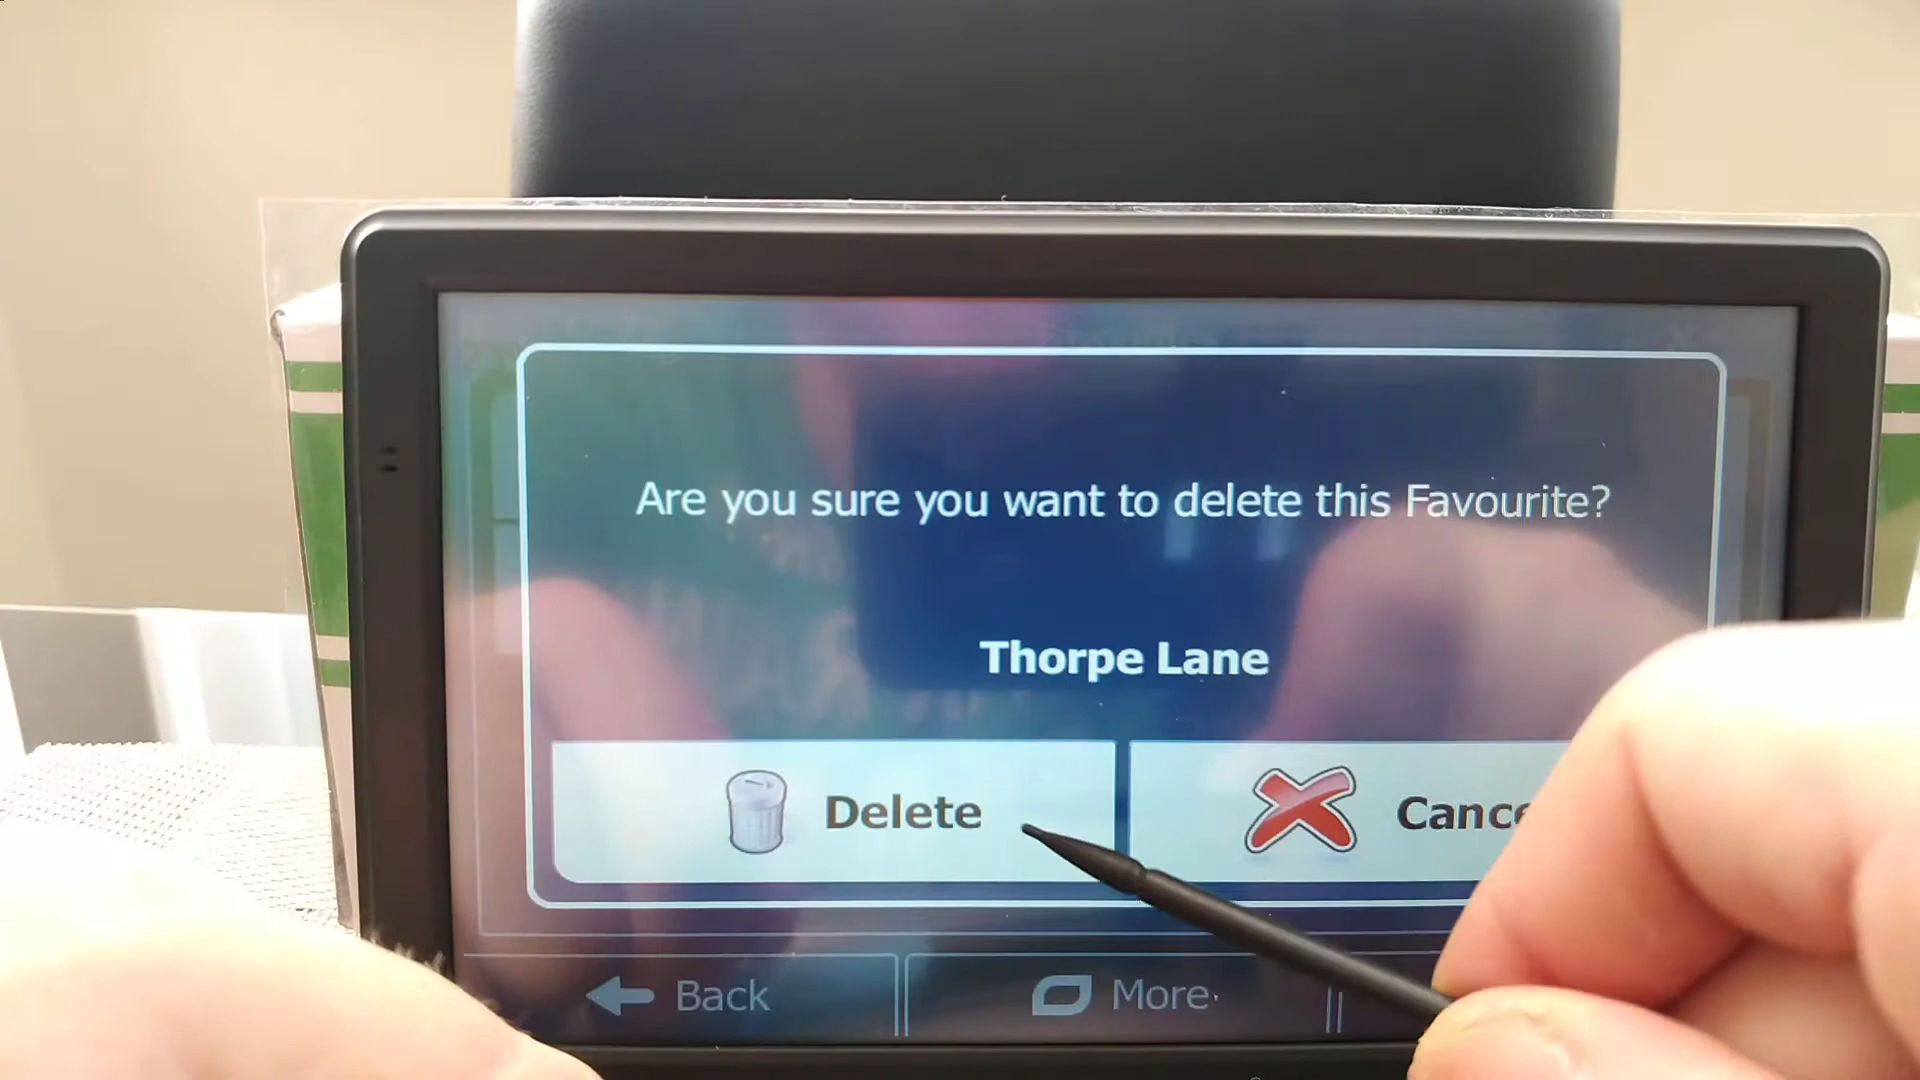 Are you sure you want to delete this Favourite?
Thorpe Lane
Delete
Back
More